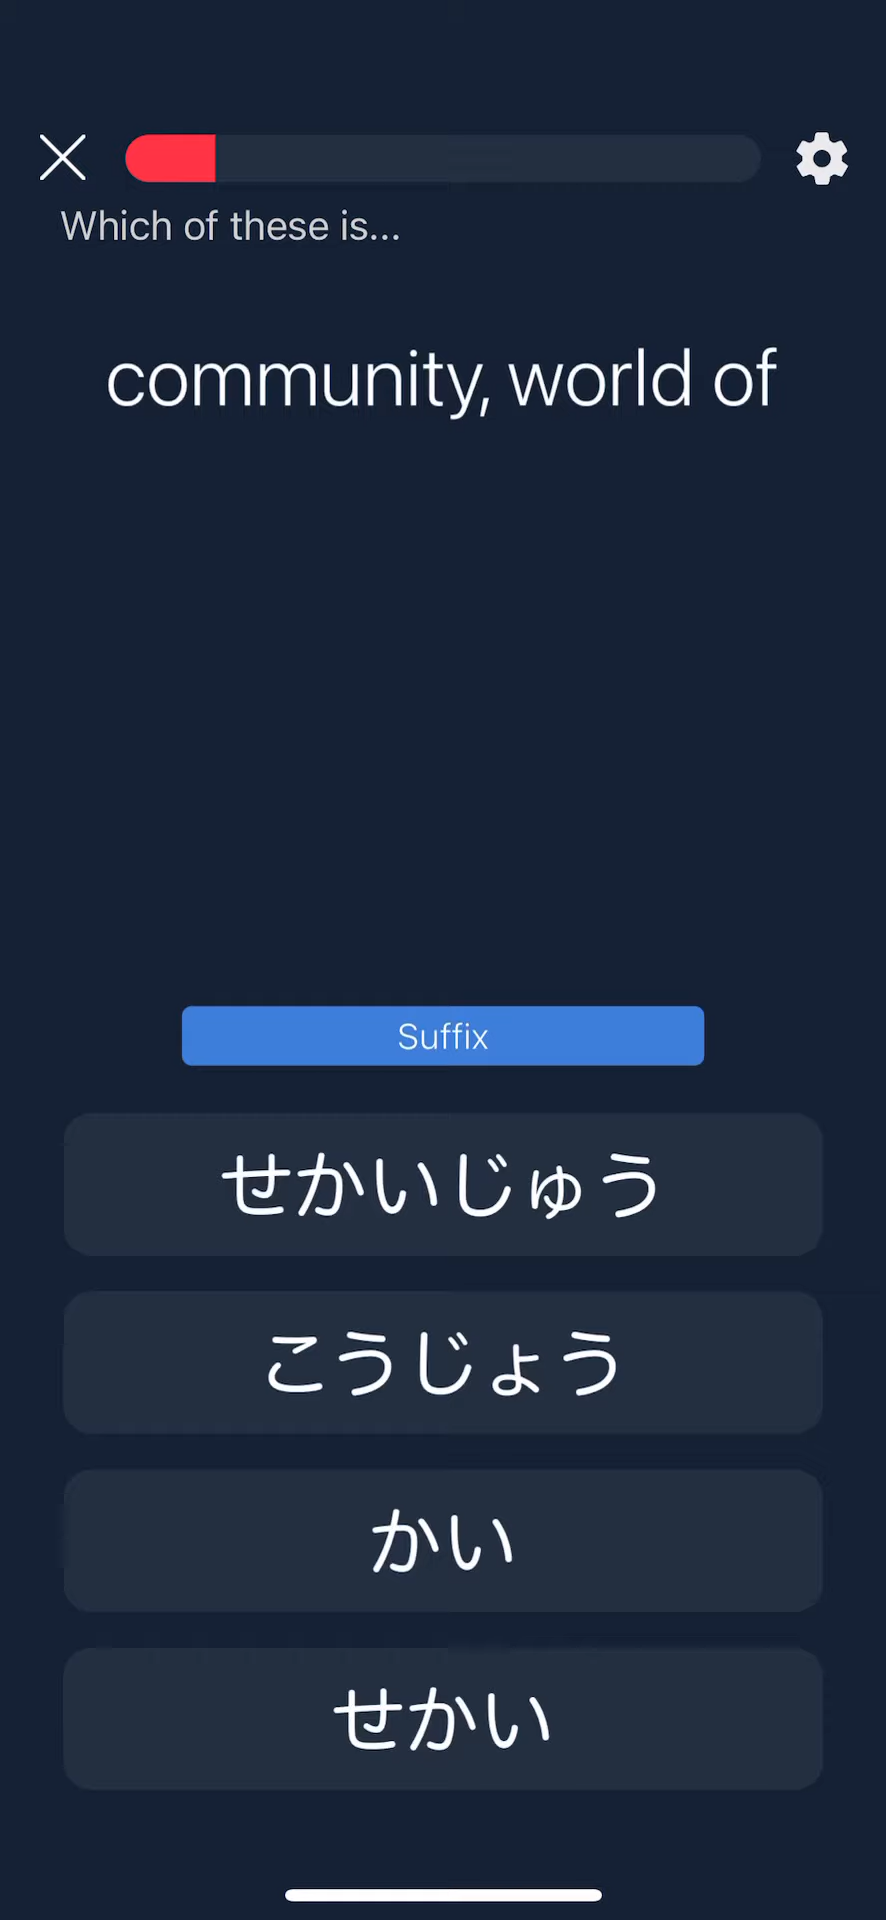 Which of these is...
community, world of
Suffix
せかいじゅう
こうじょう
かい
せかい